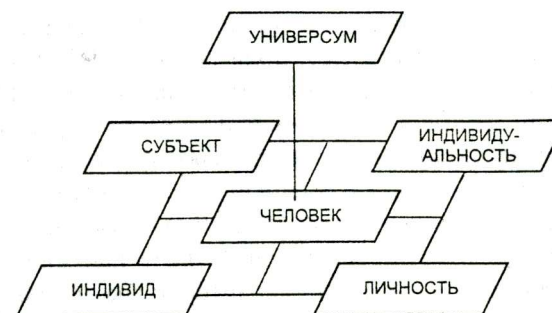 УНИВЕРСУМ
СУБЪЕКТ
ИНДИВИДУ-
АЛЬНОСТЬ
ЧЕЛОВЕК
ИНДИВИД
ЛИЧНОСТЬ